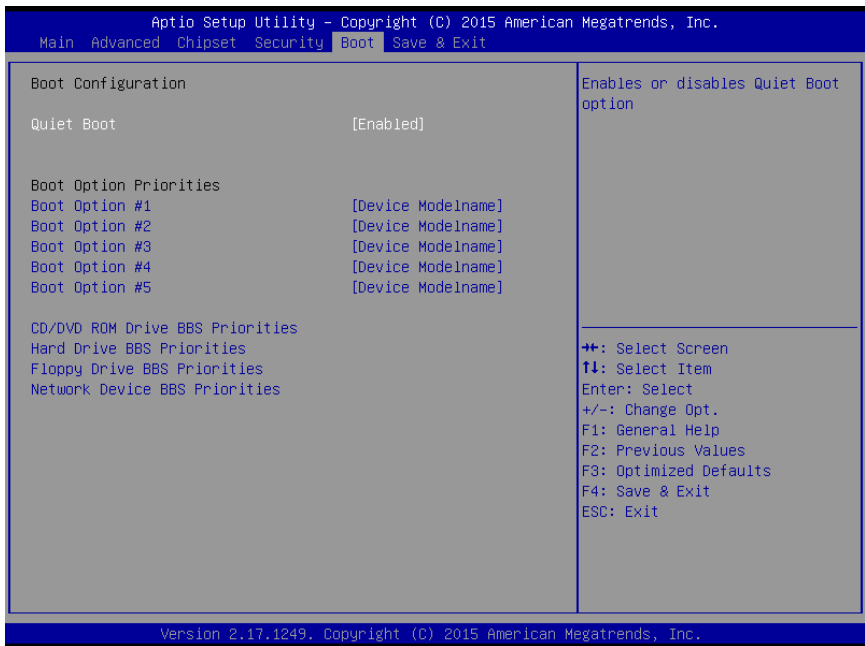 Aptio Setup Utility – Copyright (C) 2015 American Megatrends, Inc.
Main Advanced Chipset Security Boot Save & Exit
Boot Configuration
Quiet Boot [Enabled]
Boot Option Priorities
Boot Option #1 [Device Modelname]
Boot Option #2 [Device Modelname]
Boot Option #3 [Device Modelname]
Boot Option #4 [Device Modelname]
Boot Option #5 [Device Modelname]
CD/DVD ROM Drive BBS Priorities
Hard Drive BBS Priorities
Floppy Drive BBS Priorities
Network Device BBS Priorities
Enables or disables Quiet Boot
option
→←: Select Screen
↑↓: Select Item
Enter: Select
+/-: Change Opt.
F1: General Help
F2: Previous Values
F3: Optimized Defaults
F4: Save & Exit
ESC: Exit
Version 2.17.1249. Copyright (C) 2015 American Megatrends, Inc.